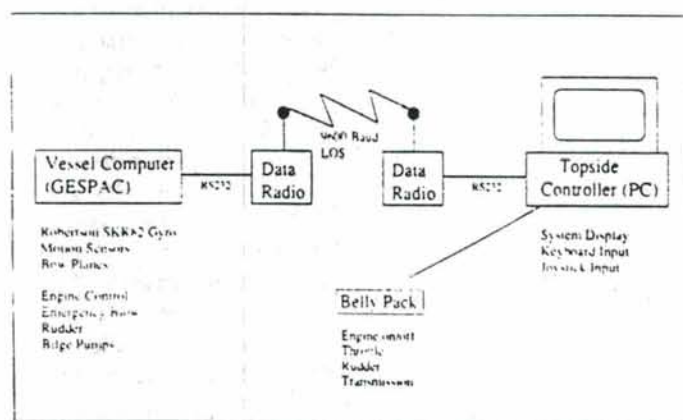 9600 Baud
LOS
Vessel Computer
(GESPAC)
RS232
Data
Radio
Data
Radio
RS232
Topside
Controller (PC)
Robertson SKR82 Gyro
Motion Sensors
Bow Planes
Engine Control
Emergency Blow
Rudder
Bilge Pumps
System Display
Keyboard Input
Joystick Input
Belly Pack
Engine on/off
Throttle
Rudder
Transmission